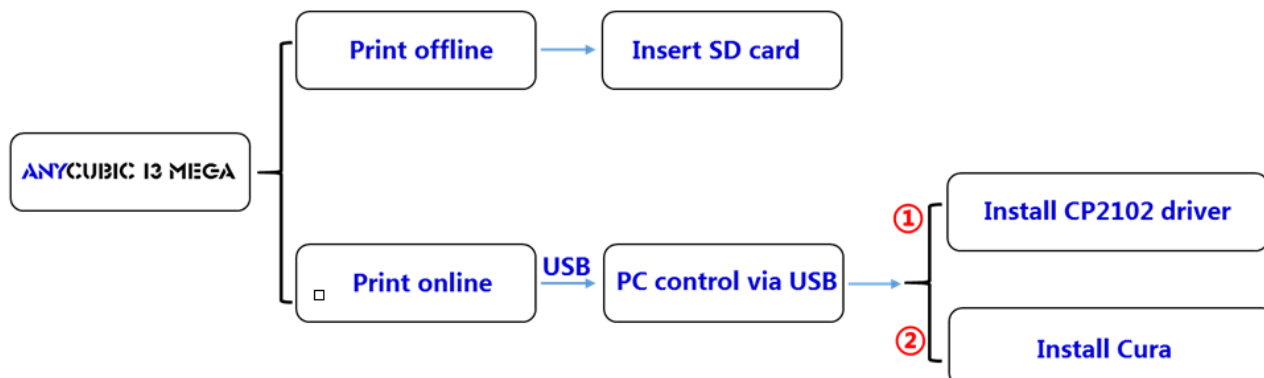 Print offline
Insert SD card
ANYCUBIC I3 MEGA
Install CP2102 driver
①
Print online
USB
PC control via USB
②
Install Cura